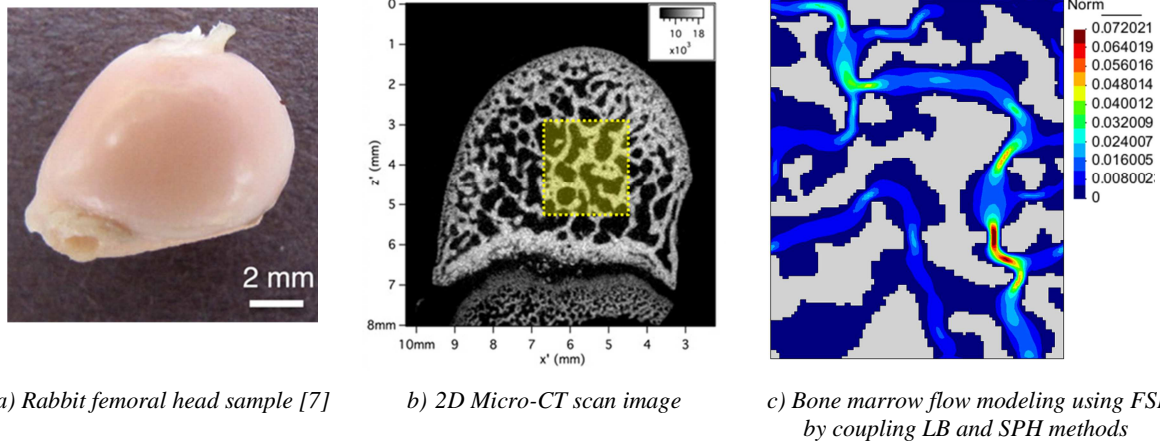 2 mm
0
1
2
3
4
5
6
7
8mm
z' (mm)
10mm 9 8 7 6 5 4 3
x' (mm)
10 18
x10³
Norm
0.072021
0.064019
0.056016
0.048014
0.040012
0.032009
0.024007
0.016005
0.0080023
0
a) Rabbit femoral head sample [7]
b) 2D Micro-CT scan image
c) Bone marrow flow modeling using FSI
by coupling LB and SPH methods